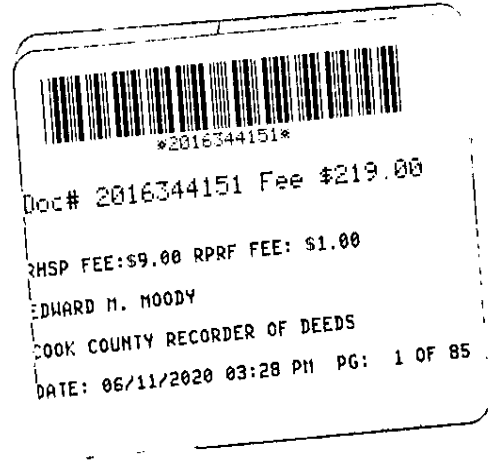 *2016344151*
Doc# 2016344151 Fee $219.00
RHSP FEE:$9.00 RPRF FEE: $1.00
EDWARD M. MOODY
COOK COUNTY RECORDER OF DEEDS
DATE: 06/11/2020 03:28 PM PG: 1 OF 85